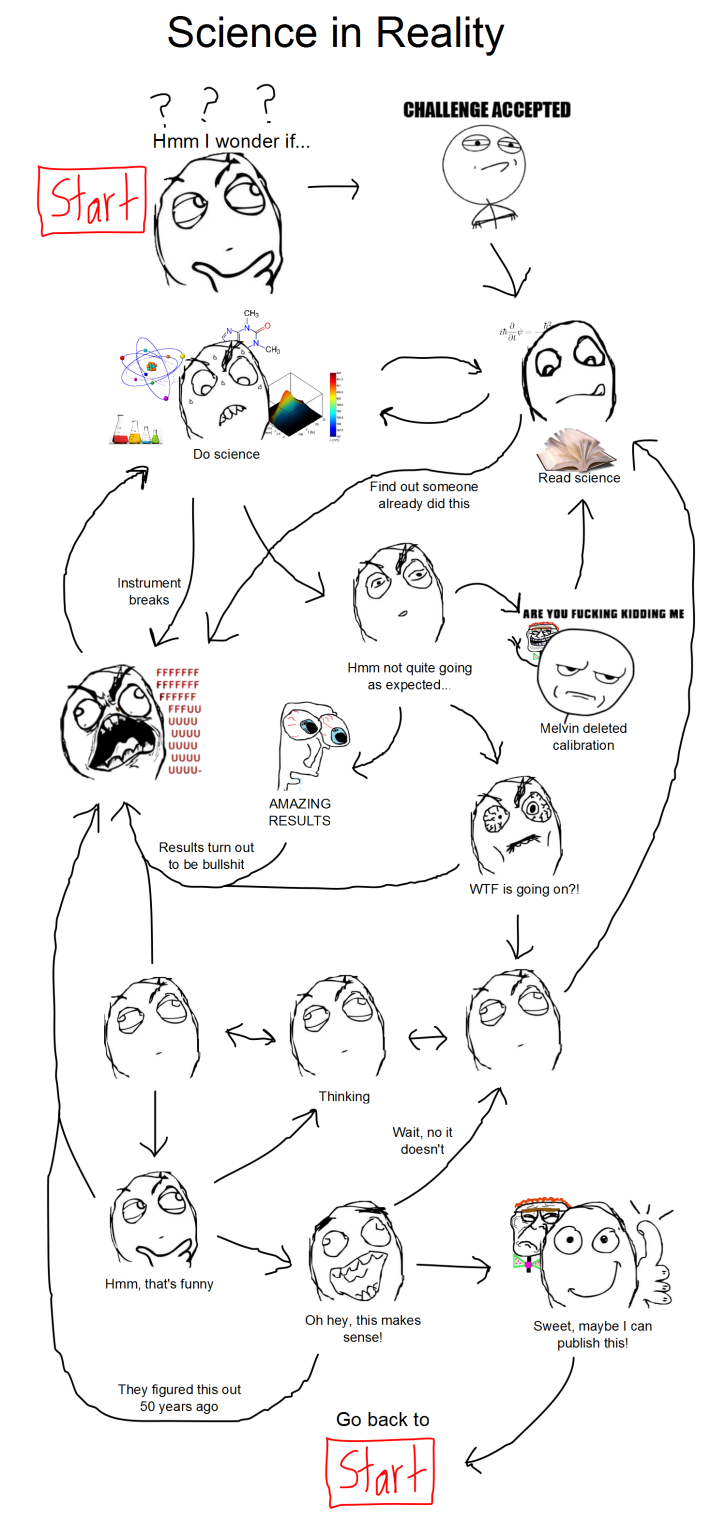 Science in Reality
? ? ?
Hmm I wonder if...
Start
CHALLENGE ACCEPTED
CH₃
N
O
N
CH₃
Do science
iħ ∂/∂t ψ = − ħ²
Read science
Find out someone
already did this
Instrument
breaks
ARE YOU FUCKING KIDDING ME
Melvin deleted
calibration
Hmm not quite going
as expected...
FFFFFFF
FFFFFFF
FFFFFF
FFFUU
UUUU
UUUU
UUUU
UUUU
UUUU-
AMAZING
RESULTS
Results turn out
to be bullshit
WTF is going on?!
Thinking
Wait, no it
doesn't
Hmm, that's funny
Oh hey, this makes
sense!
Sweet, maybe I can
publish this!
They figured this out
50 years ago
Go back to
Start